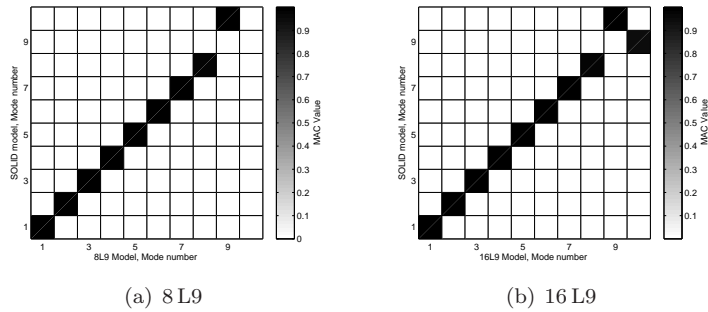 9
7
5
3
1
SOLID model, Mode number
1 3 5 7 9
8L9 Model, Mode number
0.9
0.8
0.7
0.6
0.5
0.4
0.3
0.2
0.1
0
MAC Value
(a) 8 L9
9
7
5
3
1
SOLID model, Mode number
1 3 5 7 9
16L9 Model, Mode number
0.9
0.8
0.7
0.6
0.5
0.4
0.3
0.2
0.1
MAC Value
(b) 16 L9